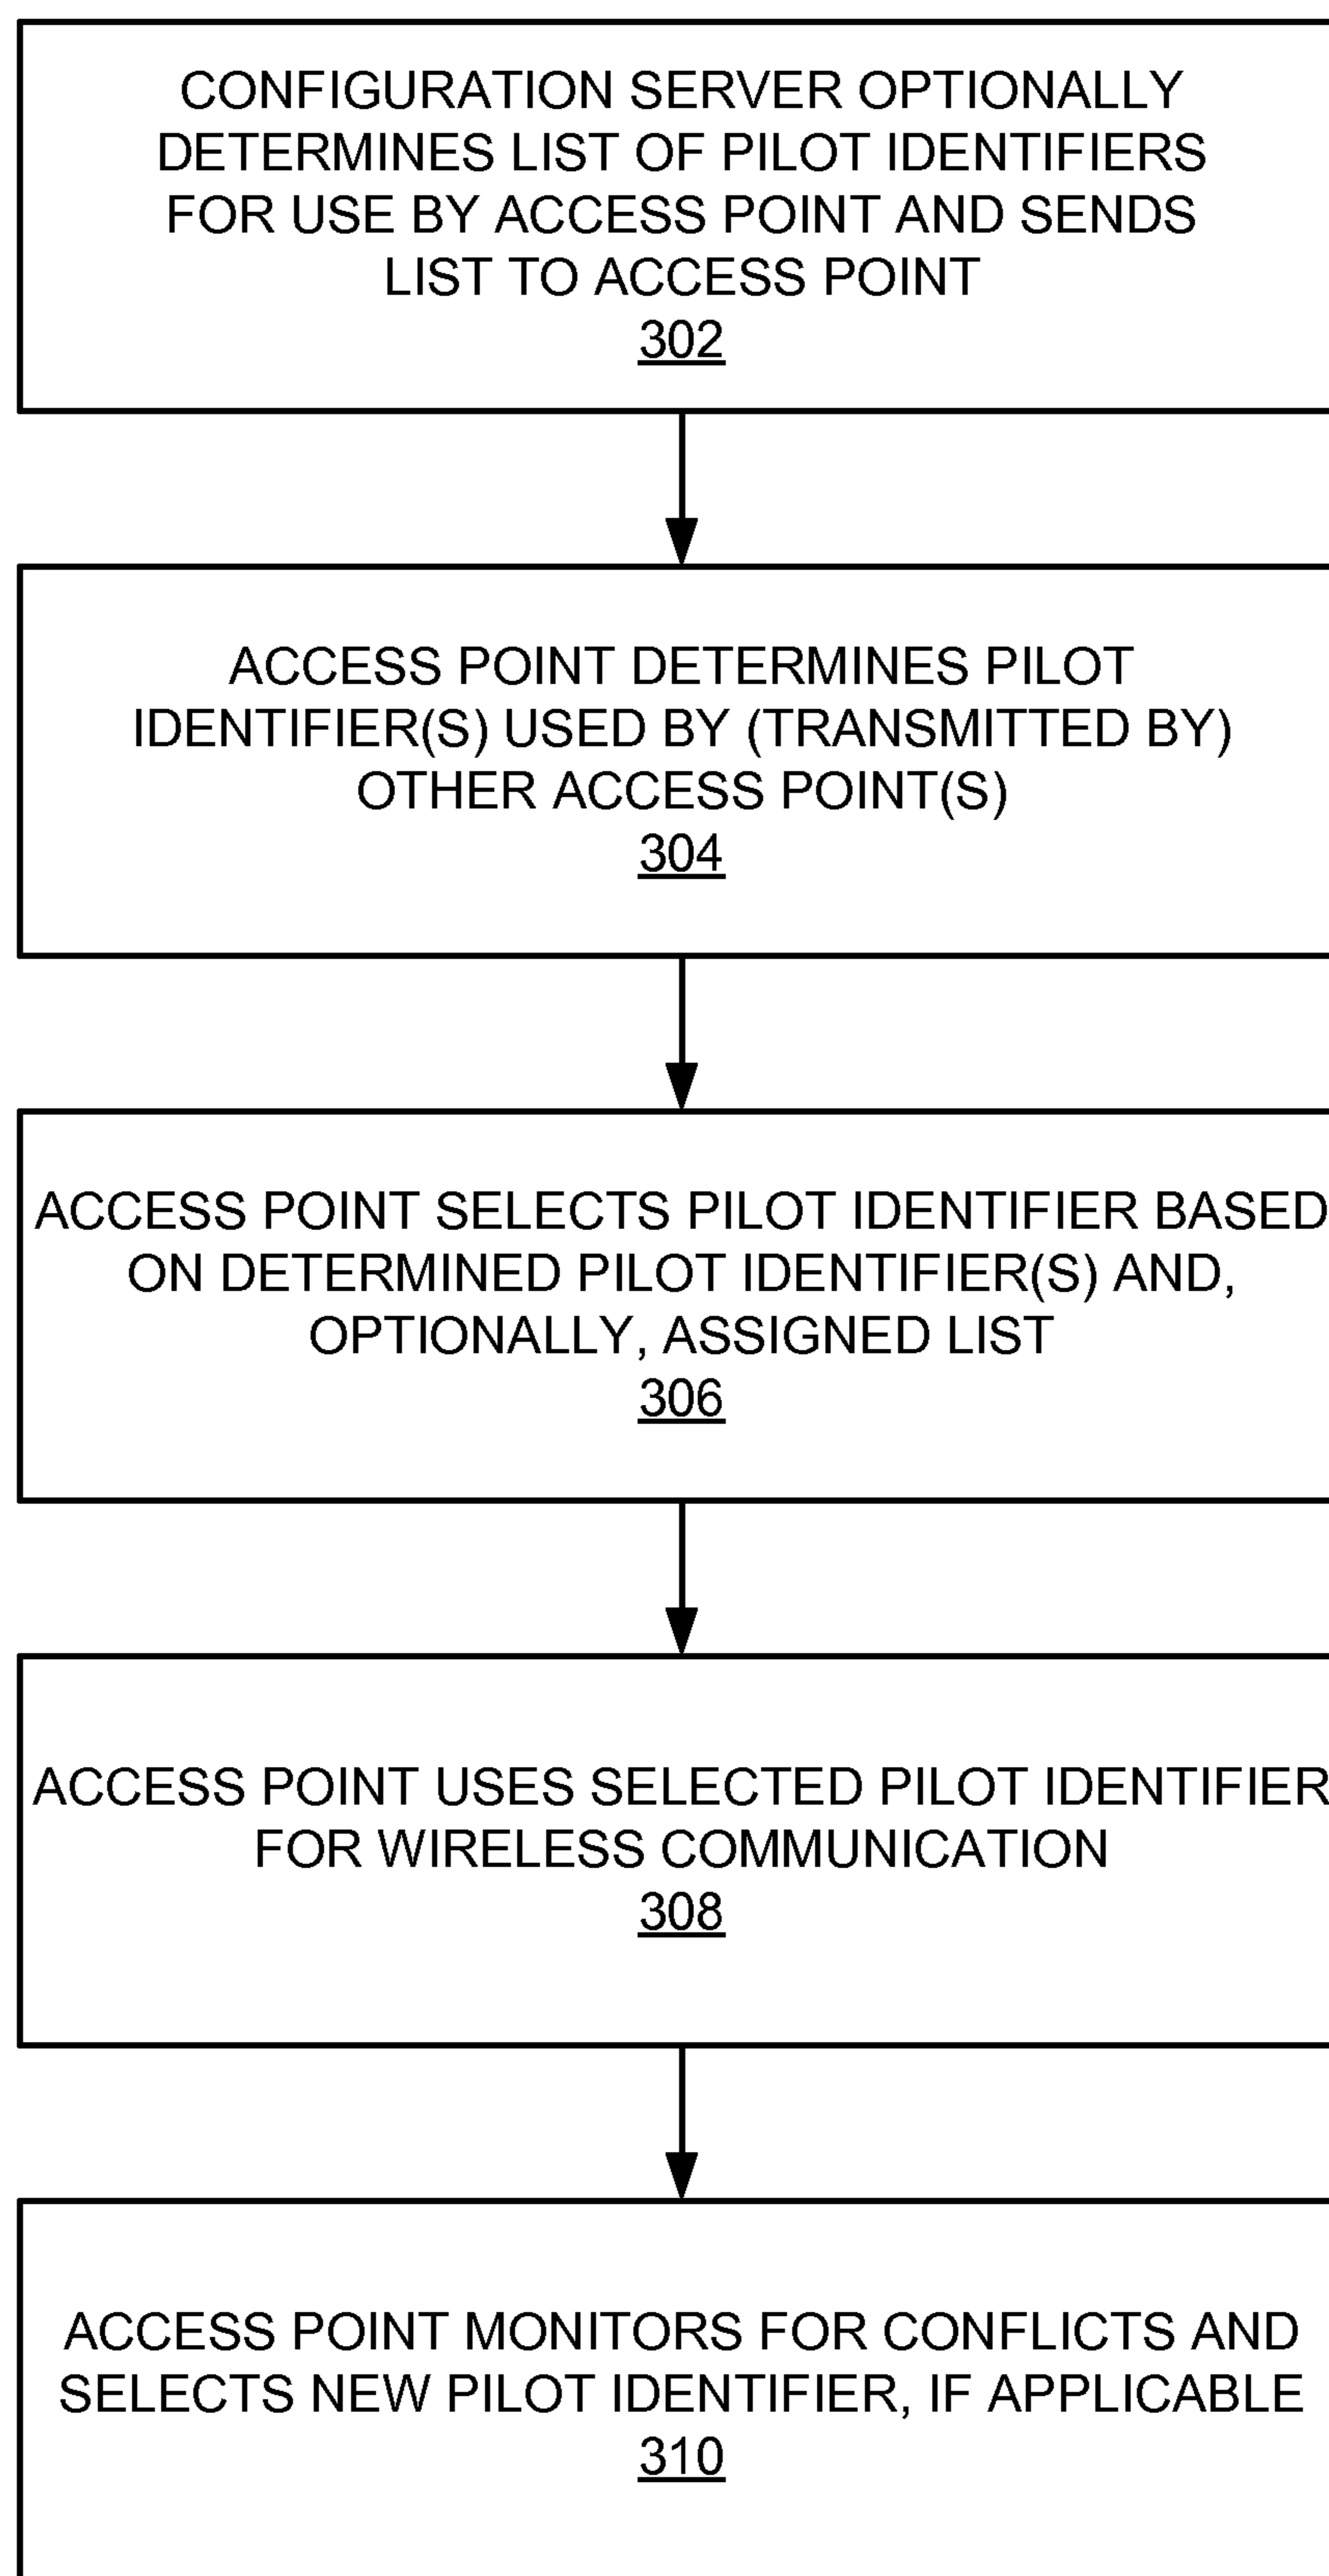 CONFIGURATION SERVER OPTIONALLY
DETERMINES LIST OF PILOT IDENTIFIERS
FOR USE BY ACCESS POINT AND SENDS
LIST TO ACCESS POINT
302
ACCESS POINT DETERMINES PILOT
IDENTIFIER(S) USED BY (TRANSMITTED BY)
OTHER ACCESS POINT(S)
304
ACCESS POINT SELECTS PILOT IDENTIFIER BASED
ON DETERMINED PILOT IDENTIFIER(S) AND,
OPTIONALLY, ASSIGNED LIST
306
ACCESS POINT USES SELECTED PILOT IDENTIFIER
FOR WIRELESS COMMUNICATION
308
ACCESS POINT MONITORS FOR CONFLICTS AND
SELECTS NEW PILOT IDENTIFIER, IF APPLICABLE
310